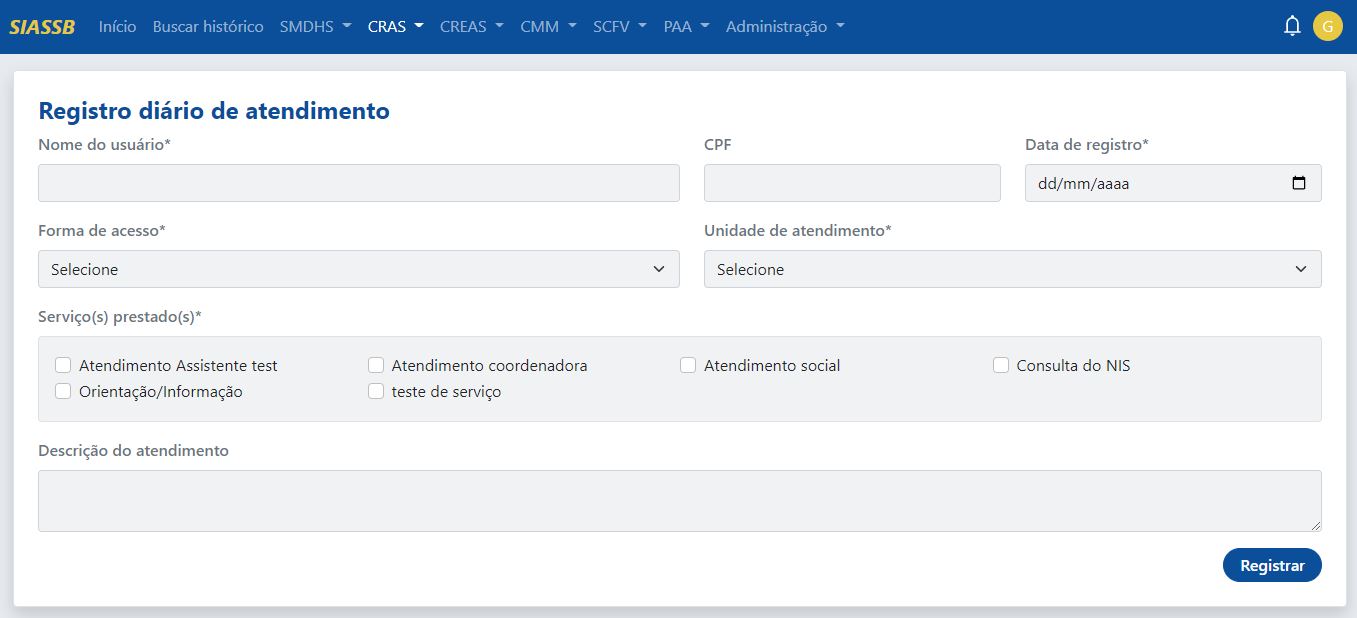 SIASSB Início Buscar histórico SMDHS CRAS CREAS CMM SCFV PAA Administração G
Registro diário de atendimento
Nome do usuário* CPF Data de registro*
dd/mm/aaaa
Forma de acesso* Unidade de atendimento*
Selecione Selecione
Serviço(s) prestado(s)*
Atendimento Assistente test Atendimento coordenadora Atendimento social Consulta do NIS
Orientação/Informação teste de serviço
Descrição do atendimento
Registrar